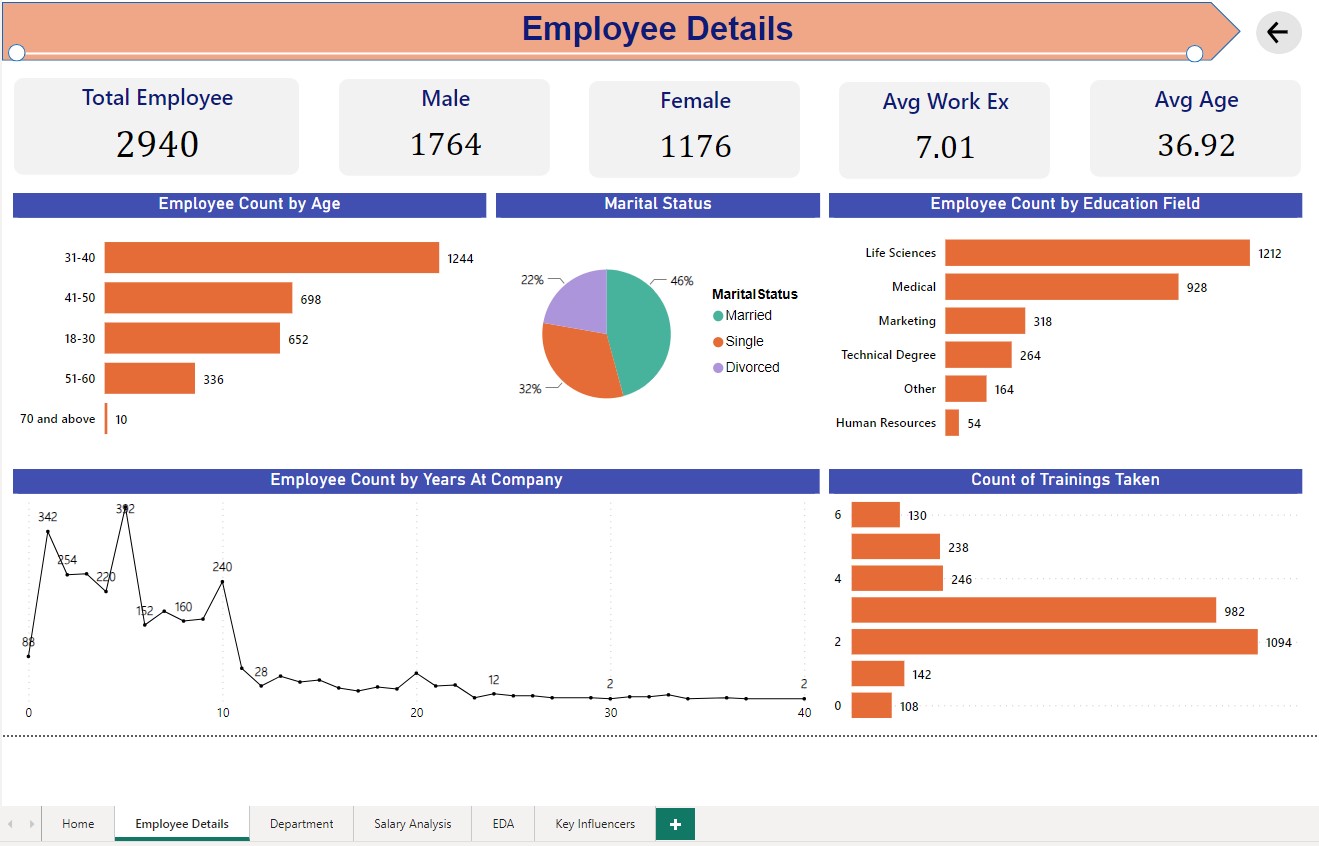 Employee Details
Total Employee
2940
Male
1764
Female
1176
Avg Work Ex
7.01
Avg Age
36.92
Employee Count by Age
31-40
1244
41-50
698
18-30
652
51-60
336
70 and above
10
Marital Status
22%
46%
32%
MaritalStatus
Married
Single
Divorced
Employee Count by Education Field
Life Sciences
1212
Medical
928
Marketing
318
Technical Degree
264
Other
164
Human Resources
54
Employee Count by Years At Company
88
342
254
220
392
152
160
240
28
12
2
2
0
10
20
30
40
Count of Trainings Taken
6
130
238
4
246
982
2
1094
142
0
108
Home
Employee Details
Department
Salary Analysis
EDA
Key Influencers
+